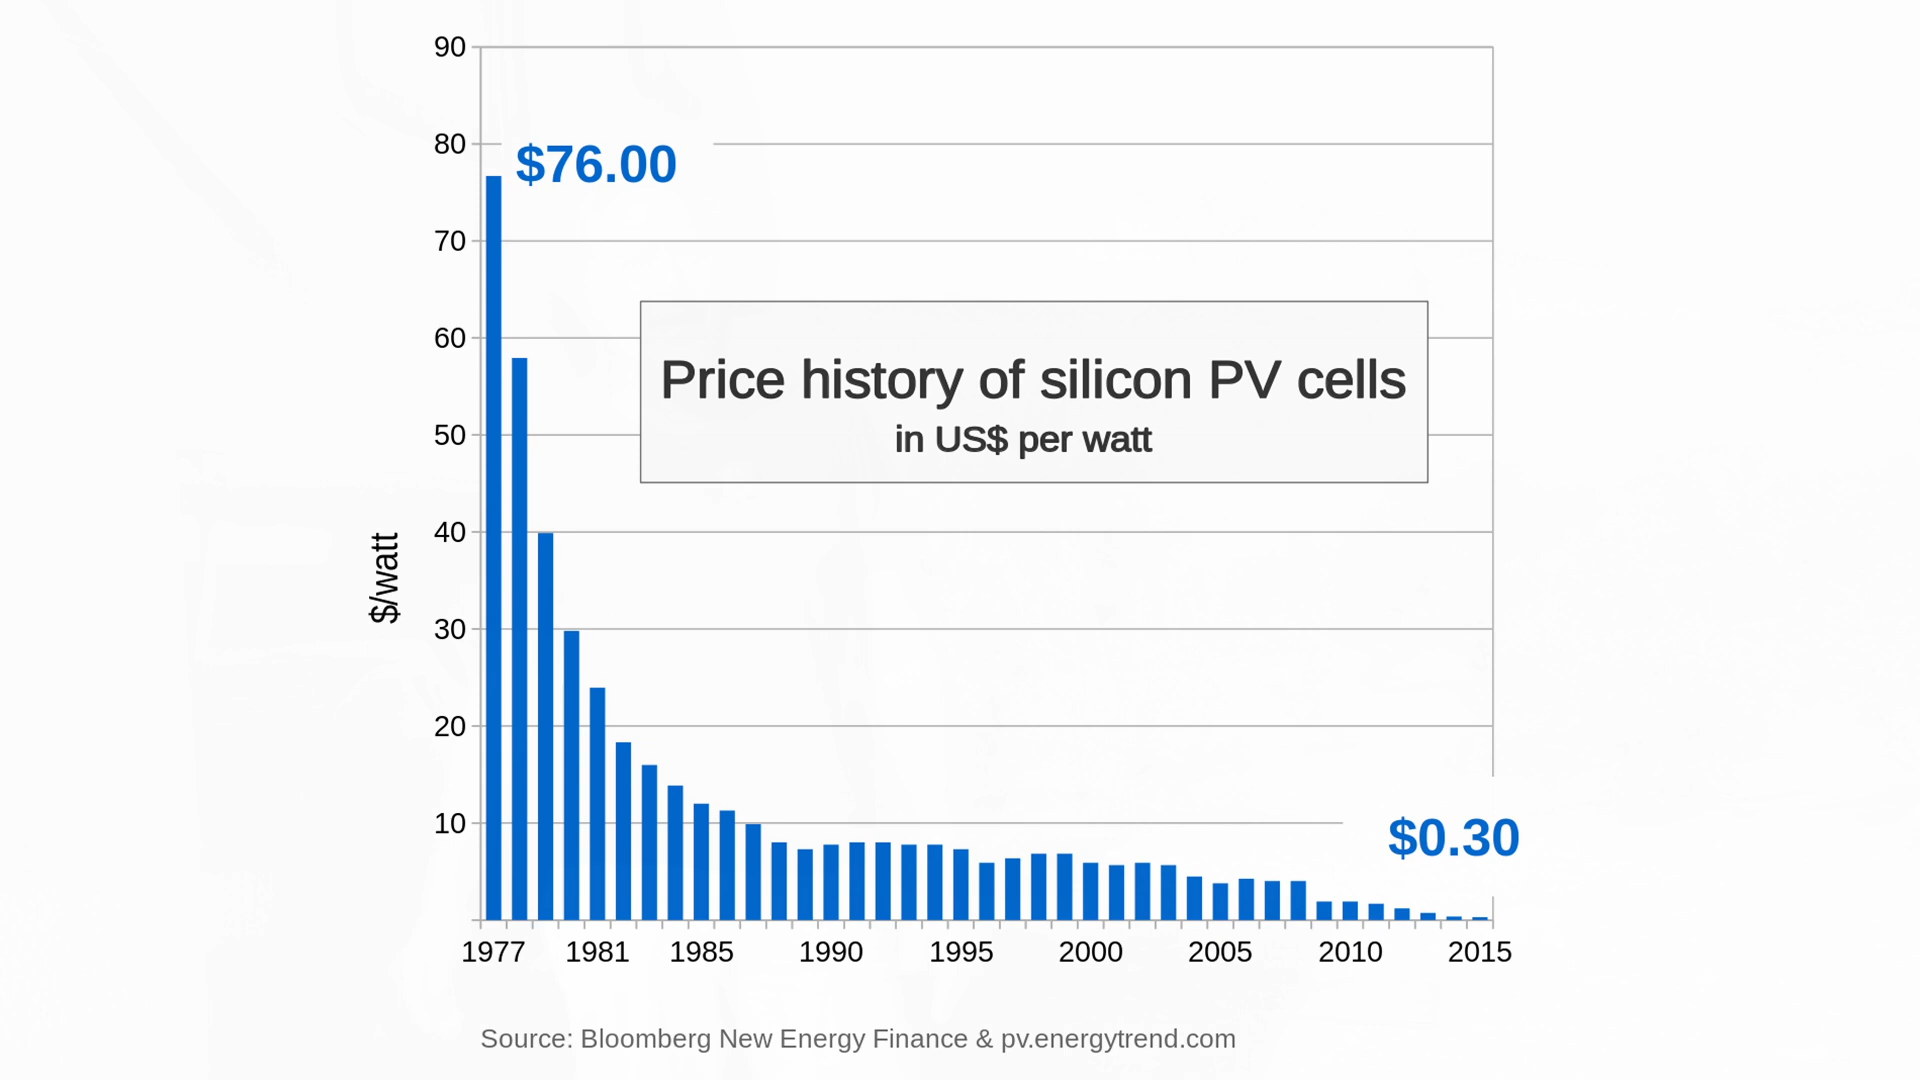 90
80
$76.00
70
60
Price history of silicon PV cells
in US$ per watt
50
40
$/watt
30
20
10
$0.30
1977 1981 1985 1990 1995 2000 2005 2010 2015
Source: Bloomberg New Energy Finance & pv.energytrend.com